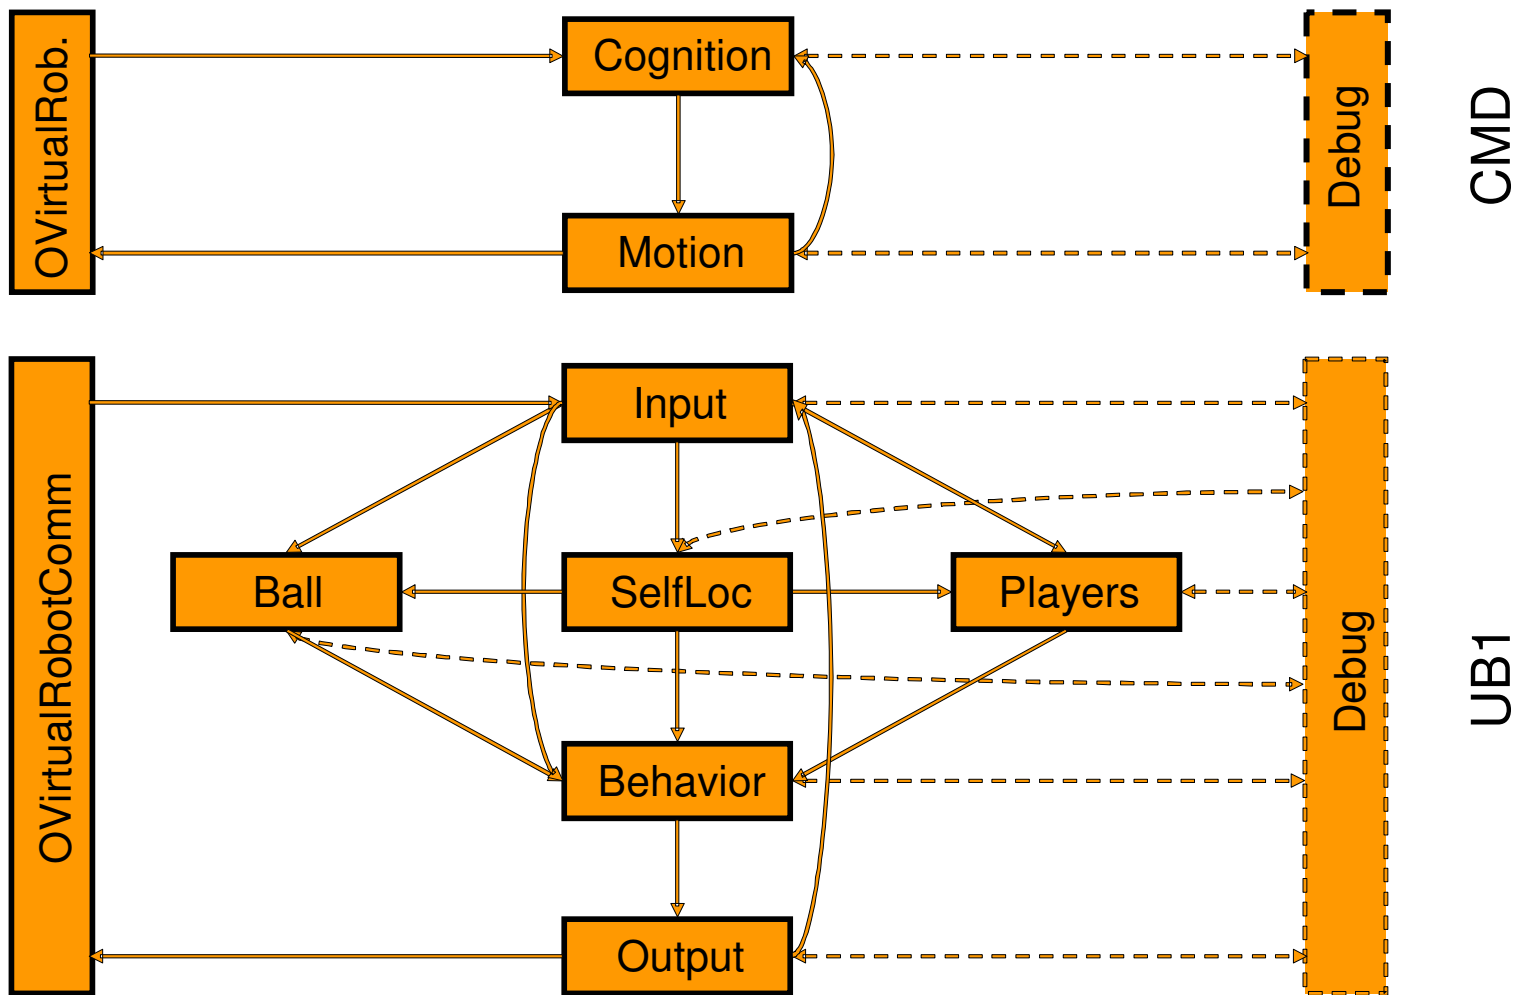 OVirtualRob.
Cognition
Motion
Debug
CMD
OVirtualRobotComm
Input
Ball
SelfLoc
Players
Behavior
Output
Debug
UB1